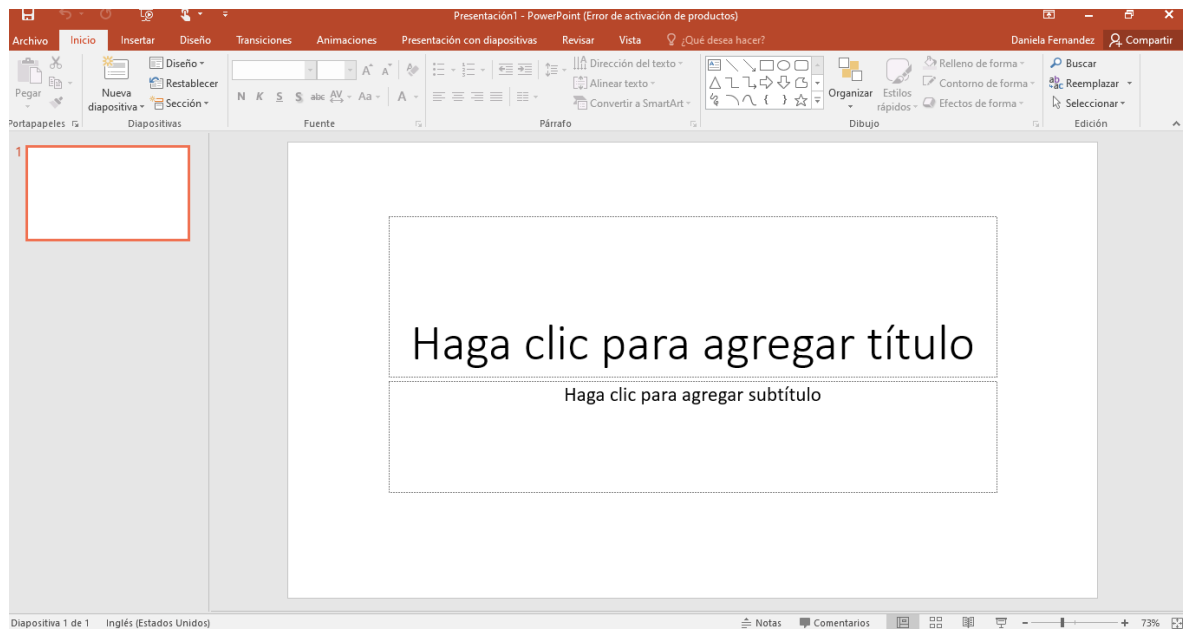 Presentación1 - PowerPoint (Error de activación de productos)
Archivo Inicio Insertar Diseño Transiciones Animaciones Presentación con diapositivas Revisar Vista ¿Qué desea hacer? Daniela Fernandez Compartir
Pegar
Nueva diapositiva
Diseño
Restablecer
Sección
N K S S abc AV Aa A
Dirección del texto
Alinear texto
Convertir a SmartArt
Organizar
Estilos rápidos
Relleno de forma
Contorno de forma
Efectos de forma
Buscar
Reemplazar
Seleccionar
Portapapeles Diapositivas Fuente Párrafo Dibujo Edición
1
Haga clic para agregar título
Haga clic para agregar subtítulo
Diapositiva 1 de 1 Inglés (Estados Unidos) Notas Comentarios 73%